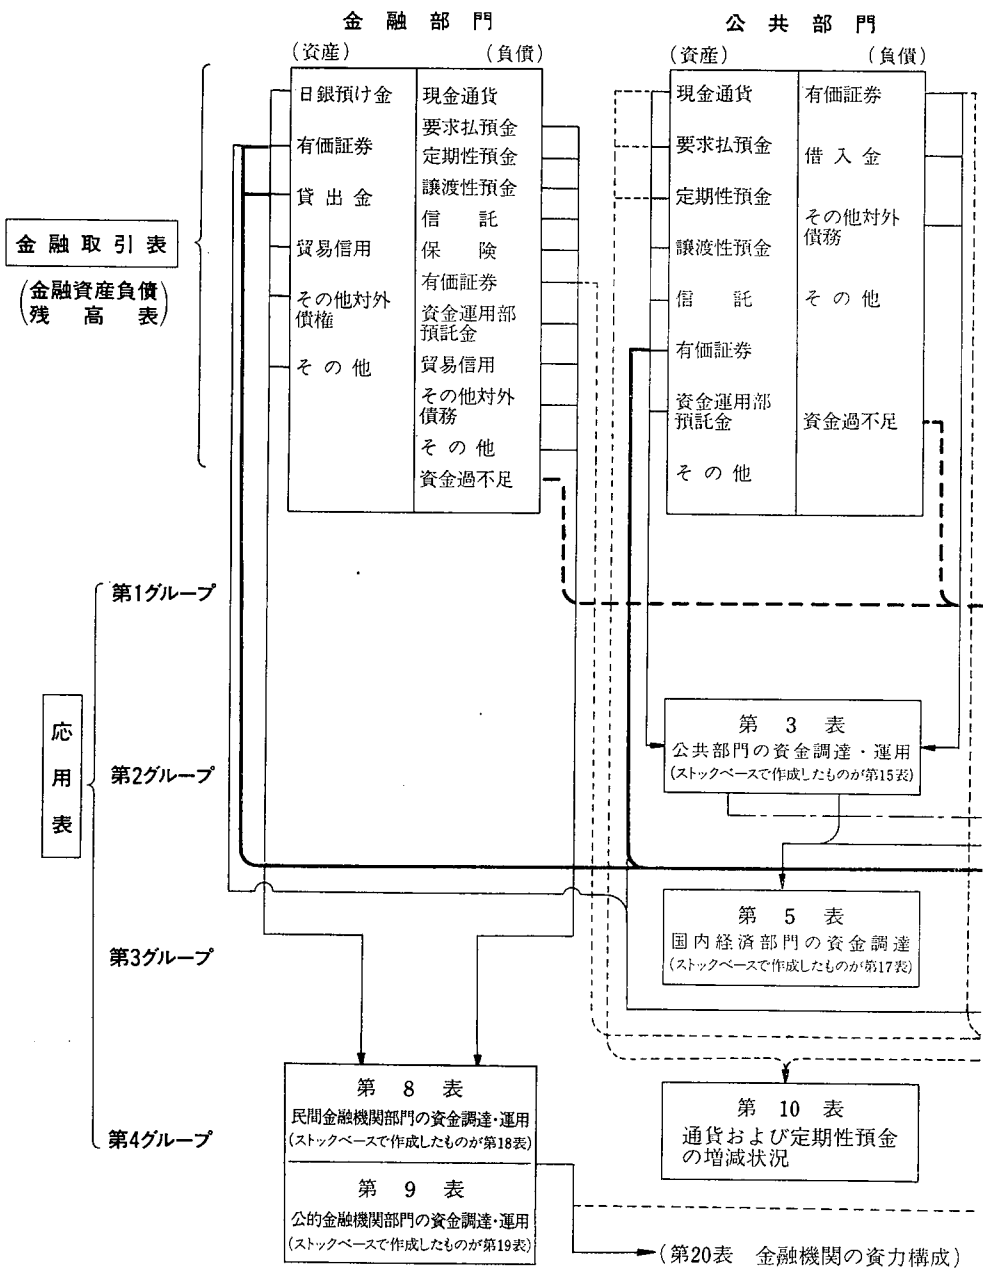 金融部門
(資産) (負債)
日銀預け金
有価証券
貸出金
貿易信用
その他対外
債権
その他
現金通貨
要求払預金
定期性預金
譲渡性預金
信託
保険
有価証券
資金運用部
預託金
貿易信用
その他対外
債務
その他
資金過不足
公共部門
(資産) (負債)
現金通貨
要求払預金
定期性預金
譲渡性預金
信託
有価証券
資金運用部
預託金
その他
有価証券
借入金
その他対外
債務
その他
資金過不足
金融取引表
(金融資産負債
残高表)
応用表
第1グループ
第2グループ
第3グループ
第4グループ
第3表
公共部門の資金調達・運用
(ストックベースで作成したものが第15表)
第5表
国内経済部門の資金調達
(ストックベースで作成したものが第17表)
第8表
民間金融機関部門の資金調達・運用
(ストックベースで作成したものが第18表)
第9表
公的金融機関部門の資金調達・運用
(ストックベースで作成したものが第19表)
第10表
通貨および定期性預金
の増減状況
(第20表 金融機関の資力構成)